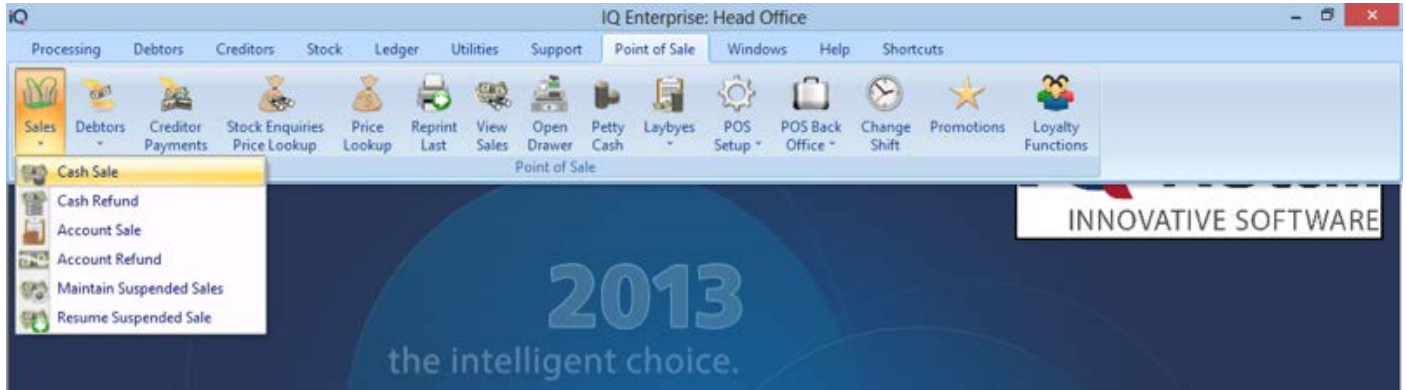 iQ
IQ Enterprise: Head Office
Processing Debtors Creditors Stock Ledger Utilities Support Point of Sale Windows Help Shortcuts
Sales Debtors Creditor Payments Stock Enquiries Price Lookup Price Lookup Reprint Last View Sales Open Drawer Petty Cash Laybyes POS Setup POS Back Office Change Shift Promotions Loyalty Functions
Point of Sale
Cash Sale
Cash Refund
Account Sale
Account Refund
Maintain Suspended Sales
Resume Suspended Sale
INNOVATIVE SOFTWARE
2013
the intelligent choice.